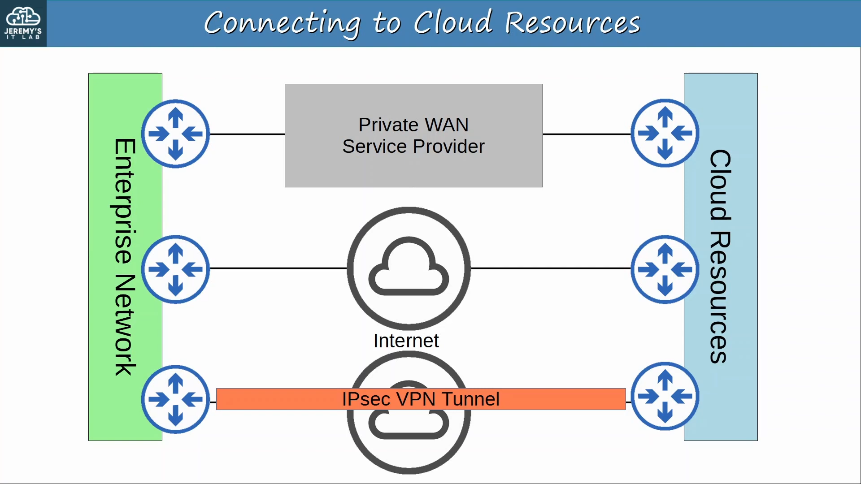 JEREMY'S
IT LAB
Connecting to Cloud Resources
Enterprise Network
Private WAN
Service Provider
Internet
IPsec VPN Tunnel
Cloud Resources